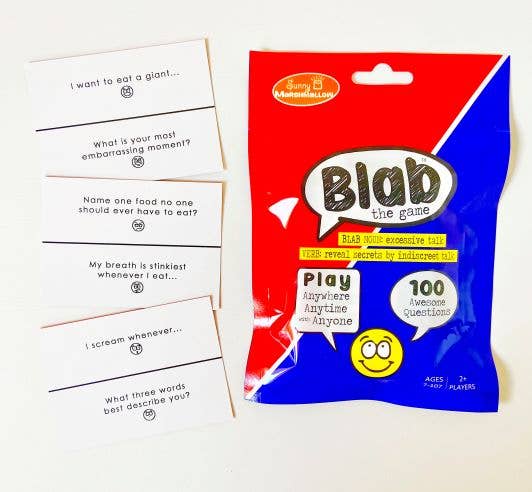 I want to eat a giant...
What is your most
embarrassing moment?
Name one food no one
should ever have to eat?
My breath is stinkiest
whenever I eat...
I scream whenever...
What three words
best describe you?
Sunny
MARSHMALLOW
Blab™
the game
BLAB NOUN: excessive talk
VERB: reveal secrets by indiscreet talk
Play
Anywhere
Anytime
with Anyone
100
Awesome
Questions
AGES
7-107
2+
PLAYERS